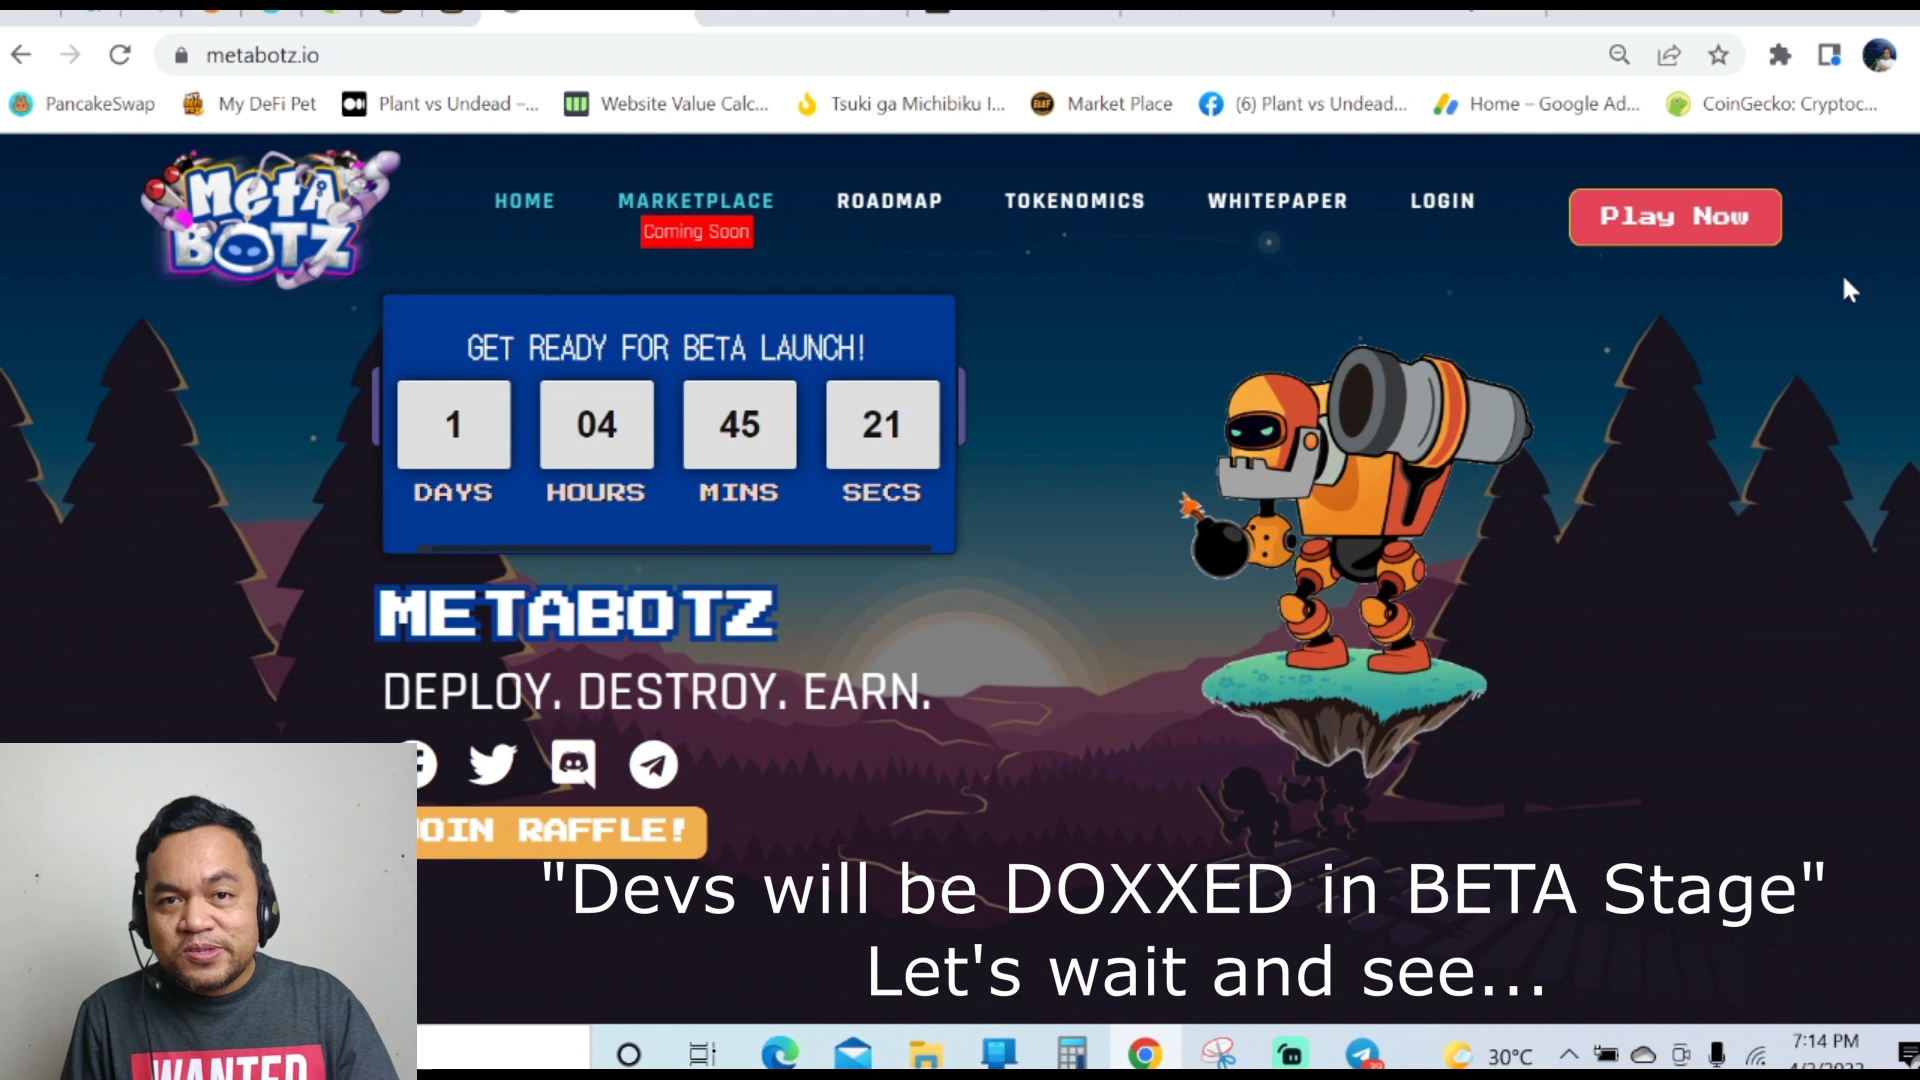 metabotz.io
PancakeSwap My DeFi Pet Plant vs Undead –... Website Value Calc... Tsuki ga Michibiku I... Market Place (6) Plant vs Undead... Home – Google Ad... CoinGecko: Cryptoc...
MetA
BOTZ
HOME MARKETPLACE ROADMAP TOKENOMICS WHITEPAPER LOGIN
Coming Soon
Play Now
GET READY FOR BETA LAUNCH!
1 04 45 21
DAYS HOURS MINS SECS
METABOTZ
DEPLOY. DESTROY. EARN.
OIN RAFFLE!
"Devs will be DOXXED in BETA Stage"
Let's wait and see...
WANTED
30°C
7:14 PM